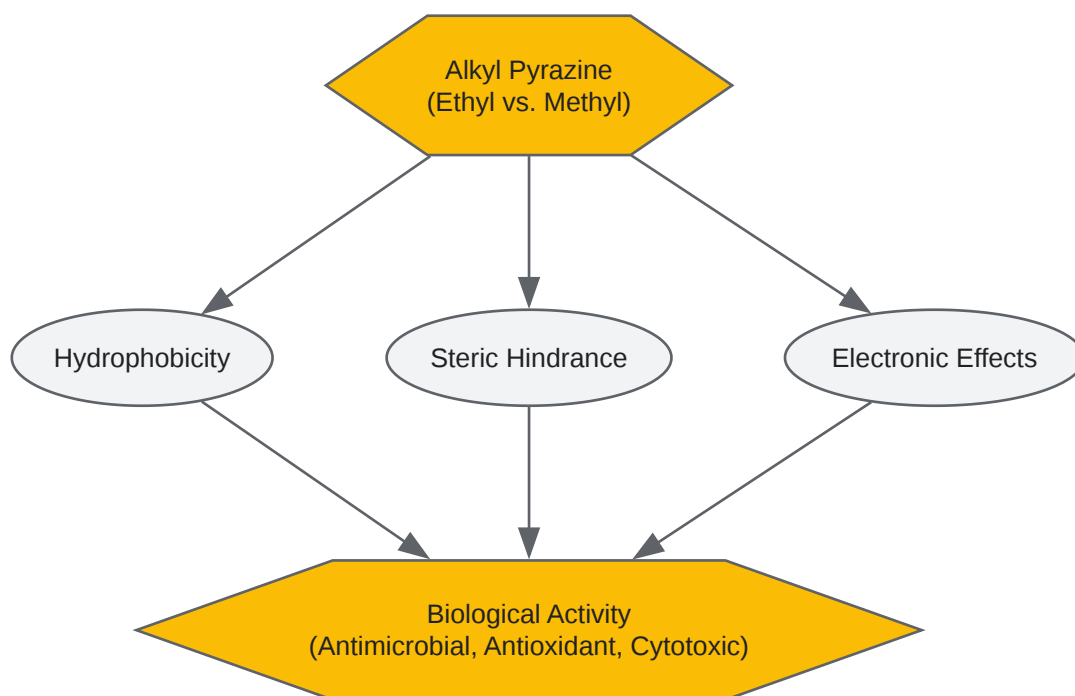 Alkyl Pyrazine
(Ethyl vs. Methyl)
Hydrophobicity
Steric Hindrance
Electronic Effects
Biological Activity
(Antimicrobial, Antioxidant, Cytotoxic)